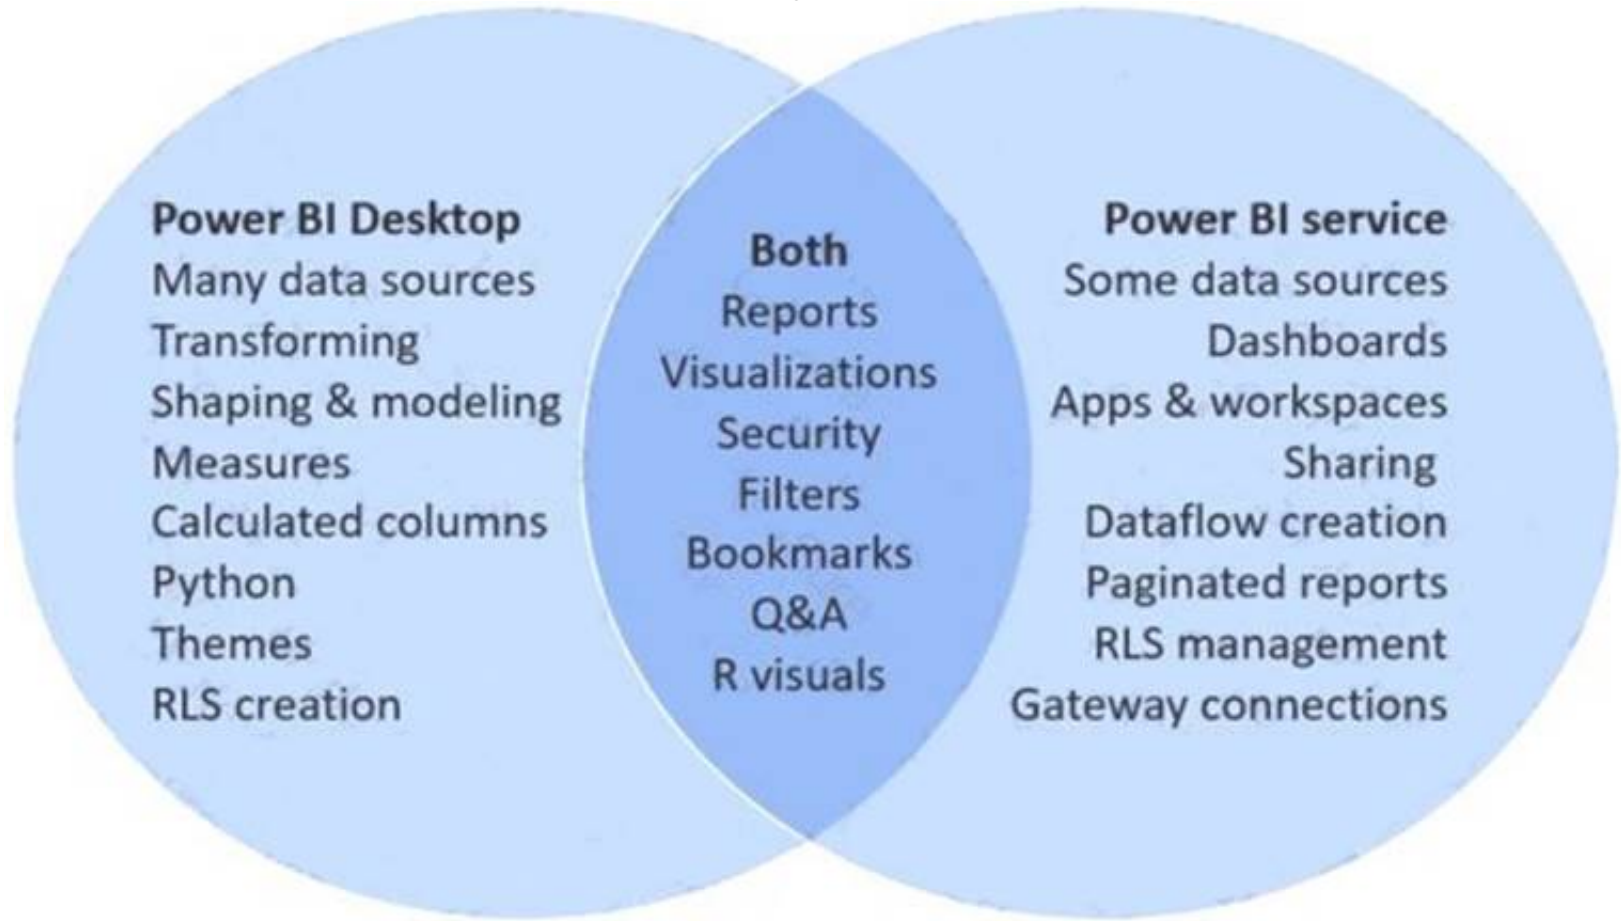 Power BI Desktop
Many data sources
Transforming
Shaping & modeling
Measures
Calculated columns
Python
Themes
RLS creation
Both
Reports
Visualizations
Security
Filters
Bookmarks
Q&A
R visuals
Power BI service
Some data sources
Dashboards
Apps & workspaces
Sharing
Dataflow creation
Paginated reports
RLS management
Gateway connections